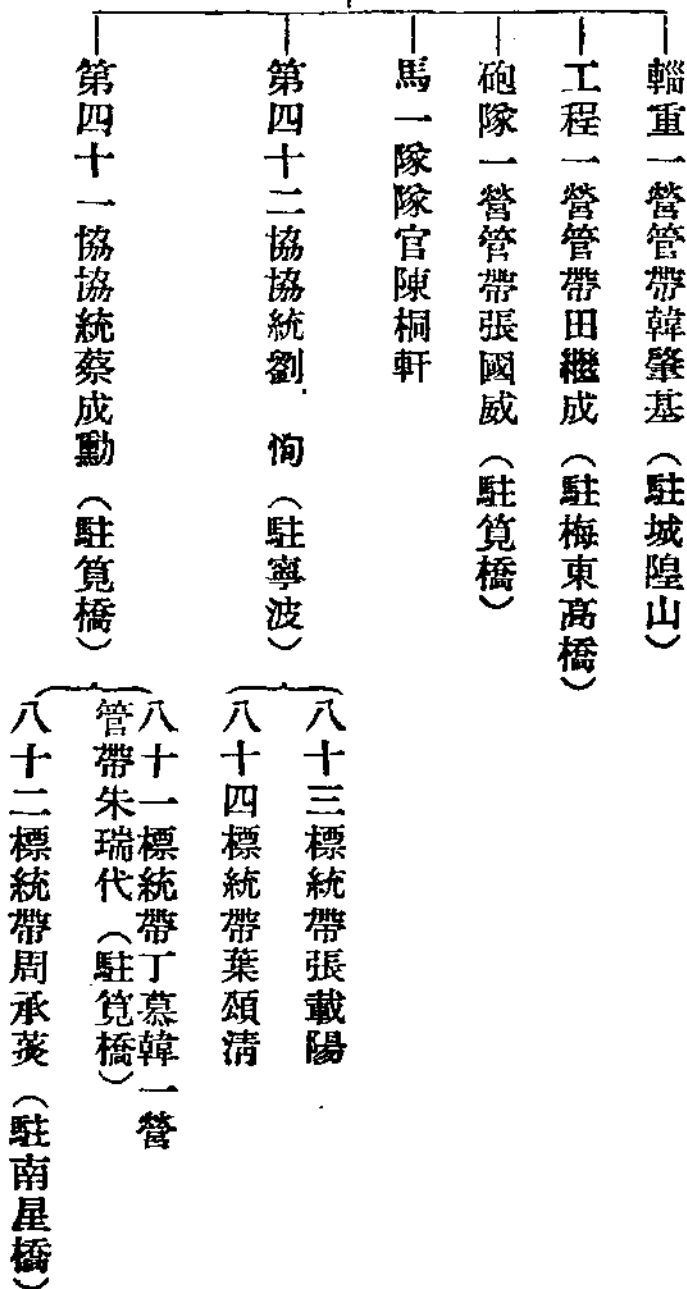 輜重一營管帶韓肇基（駐城隍山）
工程一營管帶田繼成（駐梅東高橋）
砲隊一營管帶張國威（駐筧橋）
馬一隊隊官陳桐軒
第四十二協協統劉　恂（駐寧波）
八十三標統帶張載陽
八十四標統帶葉頌清
第四十一協協統蔡成勳（駐筧橋）
八十一標統帶丁慕韓一營
管帶朱瑞代（駐筧橋）
八十二標統帶周承菼（駐南星橋）